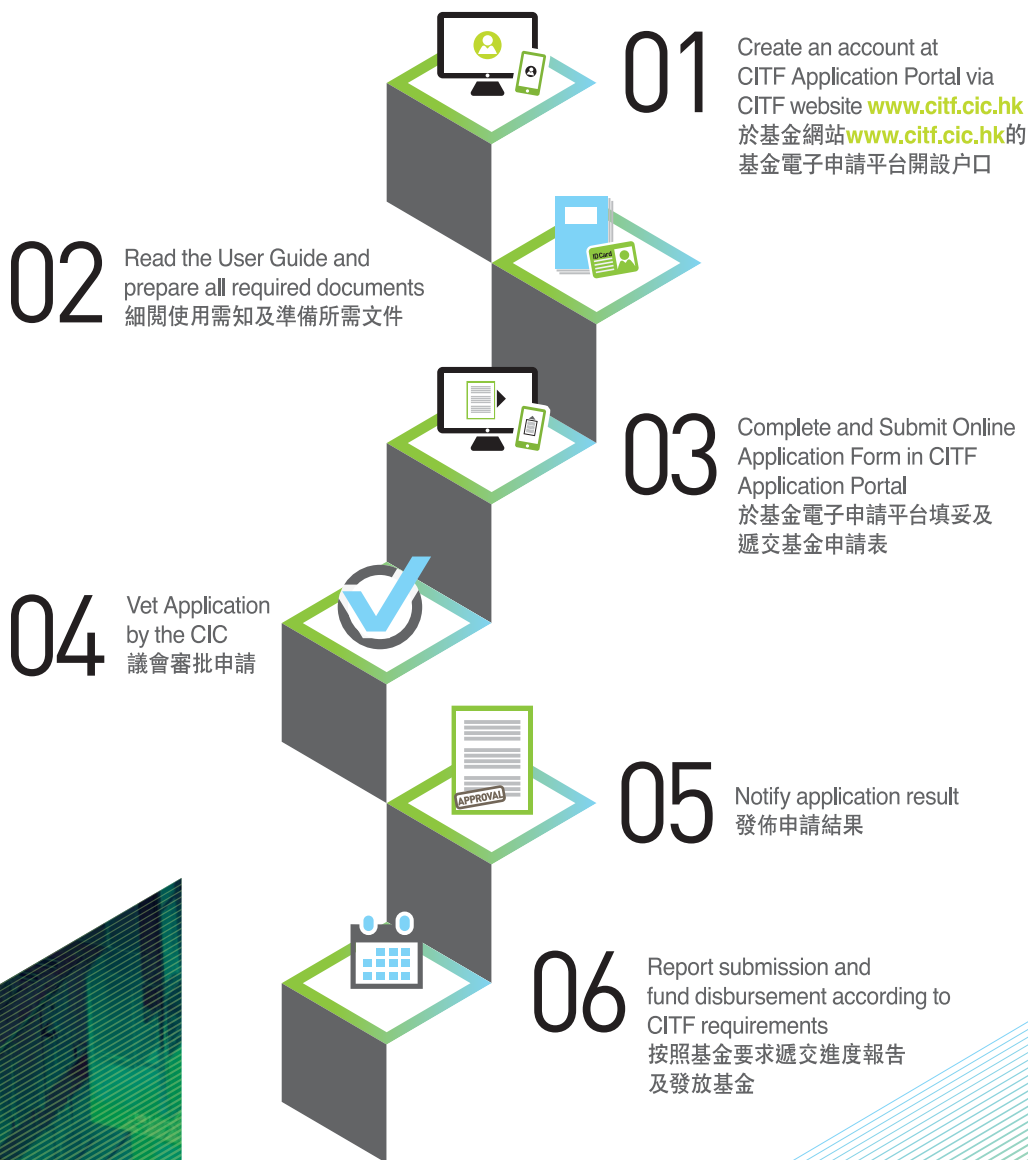 01
Create an account at
CITF Application Portal via
CITF website www.citf.cic.hk
於基金網站www.citf.cic.hk的
基金電子申請平台開設户口
ID Card
02
Read the User Guide and
prepare all required documents
細閱使用需知及準備所需文件
03
Complete and Submit Online
Application Form in CITF
Application Portal
於基金電子申請平台填妥及
遞交基金申請表
04
Vet Application
by the CIC
議會審批申請
APPROVAL
05
Notify application result
發佈申請結果
06
Report submission and
fund disbursement according to
CITF requirements
按照基金要求遞交進度報告
及發放基金